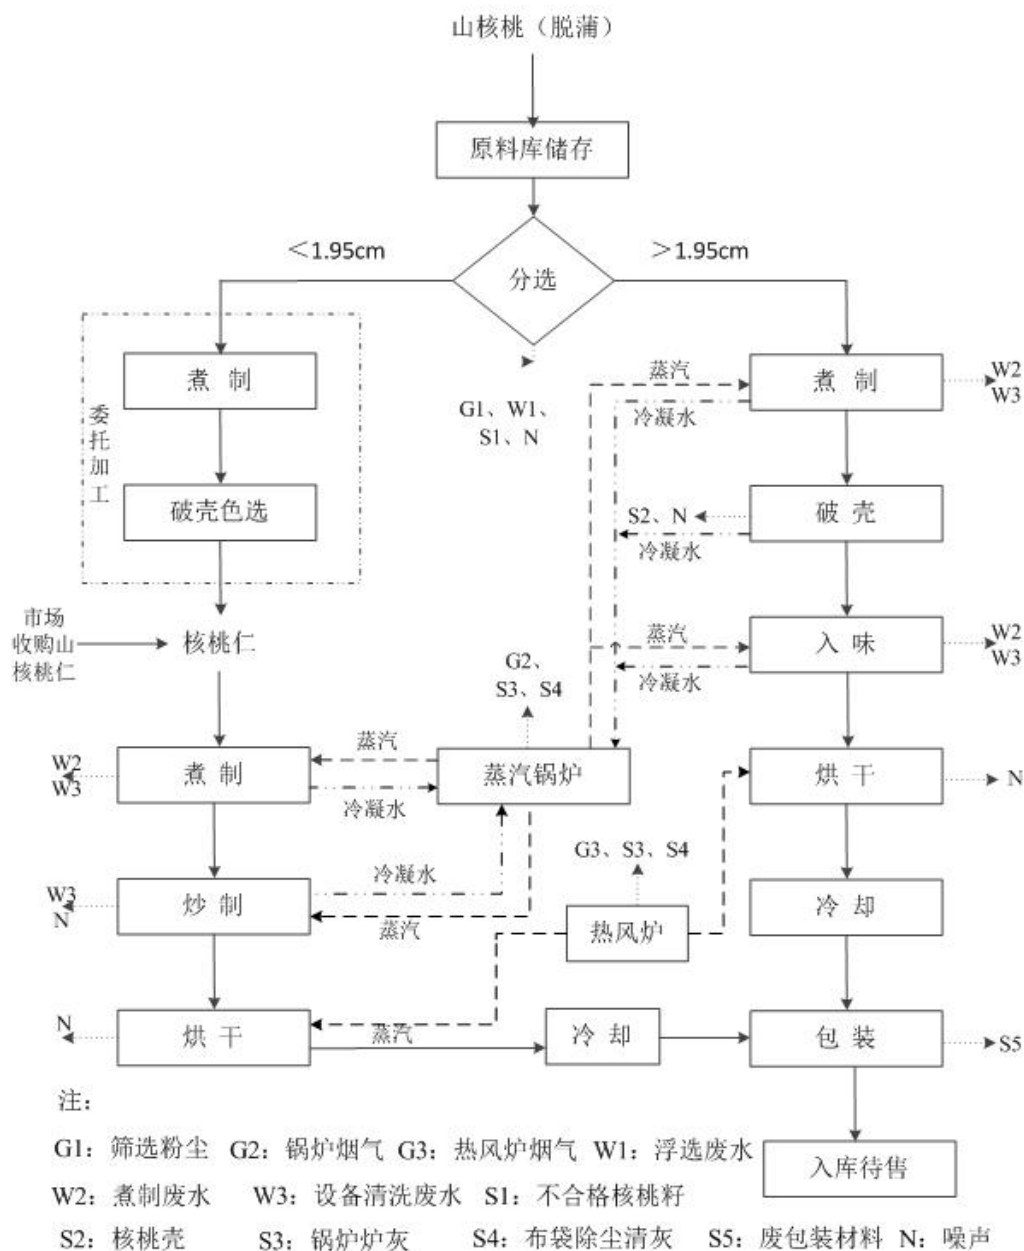 山核桃（脱蒲）
原料库储存
＜1.95cm
＞1.95cm
分选
委托加工
煮 制
破壳色选
G1、W1、
S1、N
蒸汽
冷凝水
煮 制
W2
W3
S2、N
冷凝水
破 壳
市场
收购山
核桃仁
核桃仁
蒸汽
冷凝水
入 味
W2
W3
G2、
S3、S4
W2
W3
煮 制
蒸汽
冷凝水
蒸汽锅炉
烘 干
N
G3、S3、S4
W3
N
炒 制
冷凝水
蒸汽
热风炉
冷 却
N
烘 干
蒸汽
冷 却
包 装
S5
注：
G1：筛选粉尘 G2：锅炉烟气 G3：热风炉烟气 W1：浮选废水
入库待售
W2：煮制废水 W3：设备清洗废水 S1：不合格核桃籽
S2：核桃壳 S3：锅炉炉灰 S4：布袋除尘清灰 S5：废包装材料 N：噪声